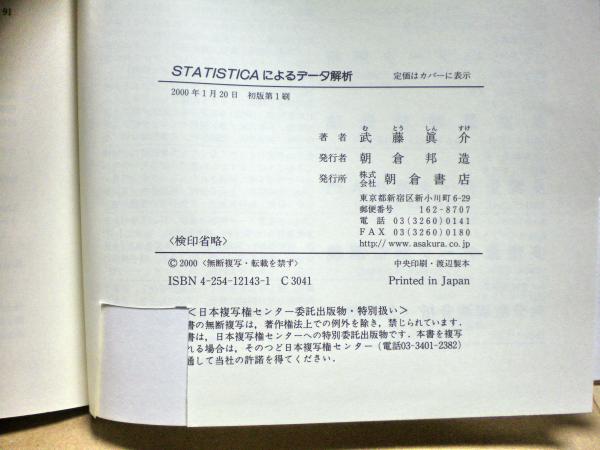 91
STATISTICAによるデータ解析 定価はカバーに表示
2000年1月20日 初版第1刷
む とう しん すけ
著者 武藤眞介
発行者 朝倉邦造
発行所 株式会社 朝倉書店
東京都新宿区新小川町6-29
郵便番号 162-8707
電話 03(3260)0141
FAX 03(3260)0180
http://www.asakura.co.jp
〈検印省略〉
©2000〈無断複写・転載を禁ず〉 中央印刷・渡辺製本
ISBN 4-254-12143-1 C3041 Printed in Japan
<日本複写権センター委託出版物・特別扱い>
書の無断複写は，著作権法上での例外を除き，禁じられています．
書は，日本複写権センターへの特別委託出版物です．本書を複写
れる場合は，そのつど日本複写権センター（電話03-3401-2382）
通して当社の許諾を得てください．